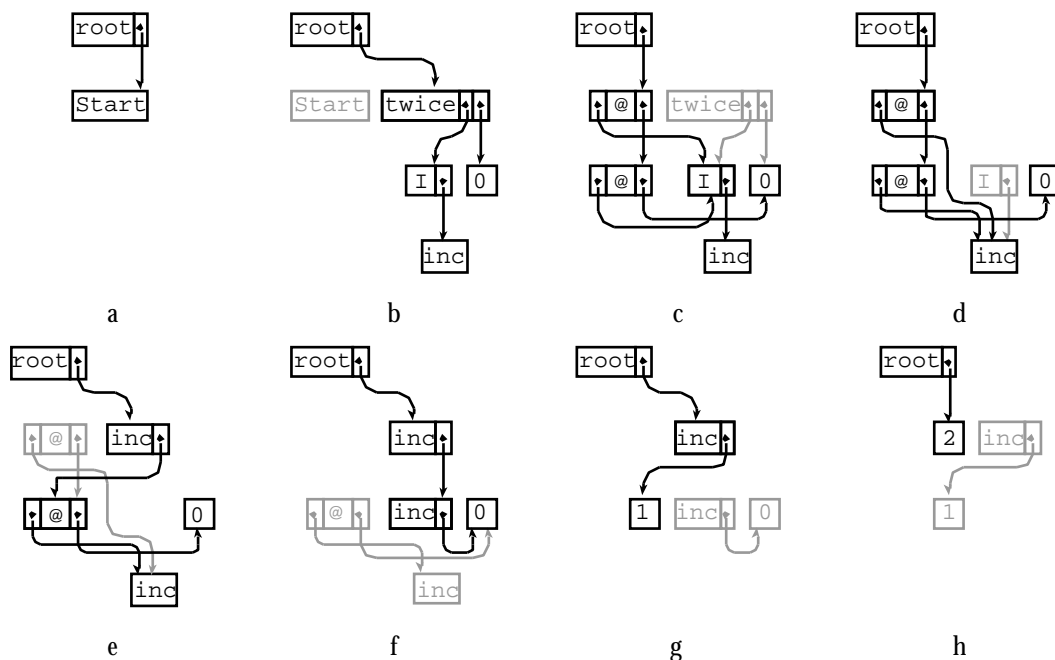 root root root root
Start Start twice @ twice @
I 0 @ I 0 @ I 0
inc inc inc
a b c d
root root root root
@ inc inc inc 2 inc
@ 0 @ inc 0 1 inc 0 1
inc inc
e f g h